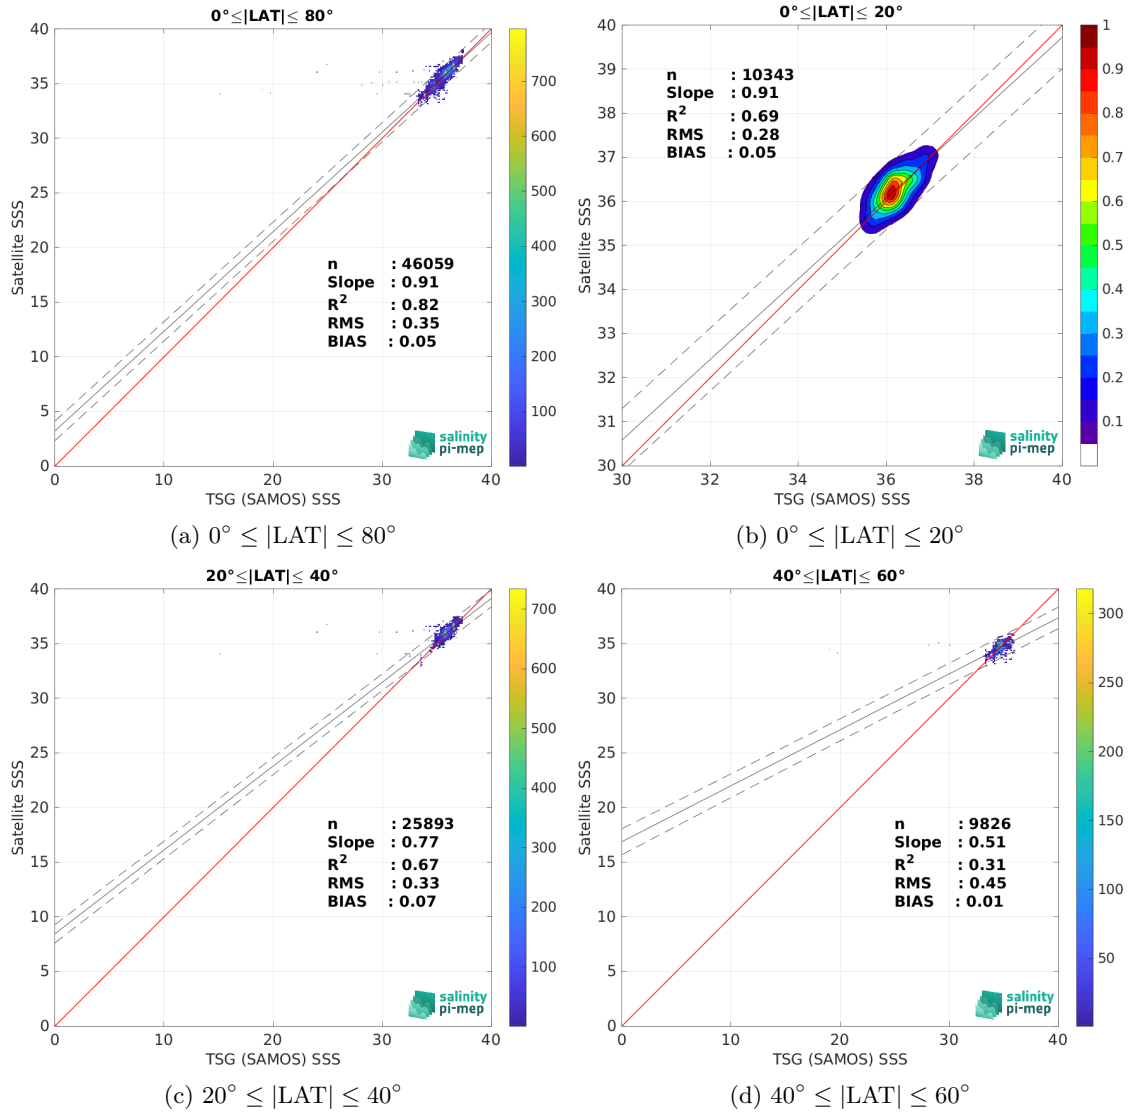 0°≤|LAT|≤ 80°
40
35
30
25
20
15
10
5
0
Satellite SSS
0
10
20
30
40
TSG (SAMOS) SSS
n : 46059
Slope : 0.91
R² : 0.82
RMS : 0.35
BIAS : 0.05
salinity
pi-mep
700
600
500
400
300
200
100
(a) 0° ≤ |LAT| ≤ 80°
0°≤|LAT|≤ 20°
40
39
38
37
36
35
34
33
32
31
30
Satellite SSS
30
32
34
36
38
40
TSG (SAMOS) SSS
n : 10343
Slope : 0.91
R² : 0.69
RMS : 0.28
BIAS : 0.05
salinity
pi-mep
1
0.9
0.8
0.7
0.6
0.5
0.4
0.3
0.2
0.1
(b) 0° ≤ |LAT| ≤ 20°
20°≤|LAT|≤ 40°
40
35
30
25
20
15
10
5
0
Satellite SSS
0
10
20
30
40
TSG (SAMOS) SSS
n : 25893
Slope : 0.77
R² : 0.67
RMS : 0.33
BIAS : 0.07
salinity
pi-mep
700
600
500
400
300
200
100
(c) 20° ≤ |LAT| ≤ 40°
40°≤|LAT|≤ 60°
40
35
30
25
20
15
10
5
0
Satellite SSS
0
10
20
30
40
TSG (SAMOS) SSS
n : 9826
Slope : 0.51
R² : 0.31
RMS : 0.45
BIAS : 0.01
salinity
pi-mep
300
250
200
150
100
50
(d) 40° ≤ |LAT| ≤ 60°